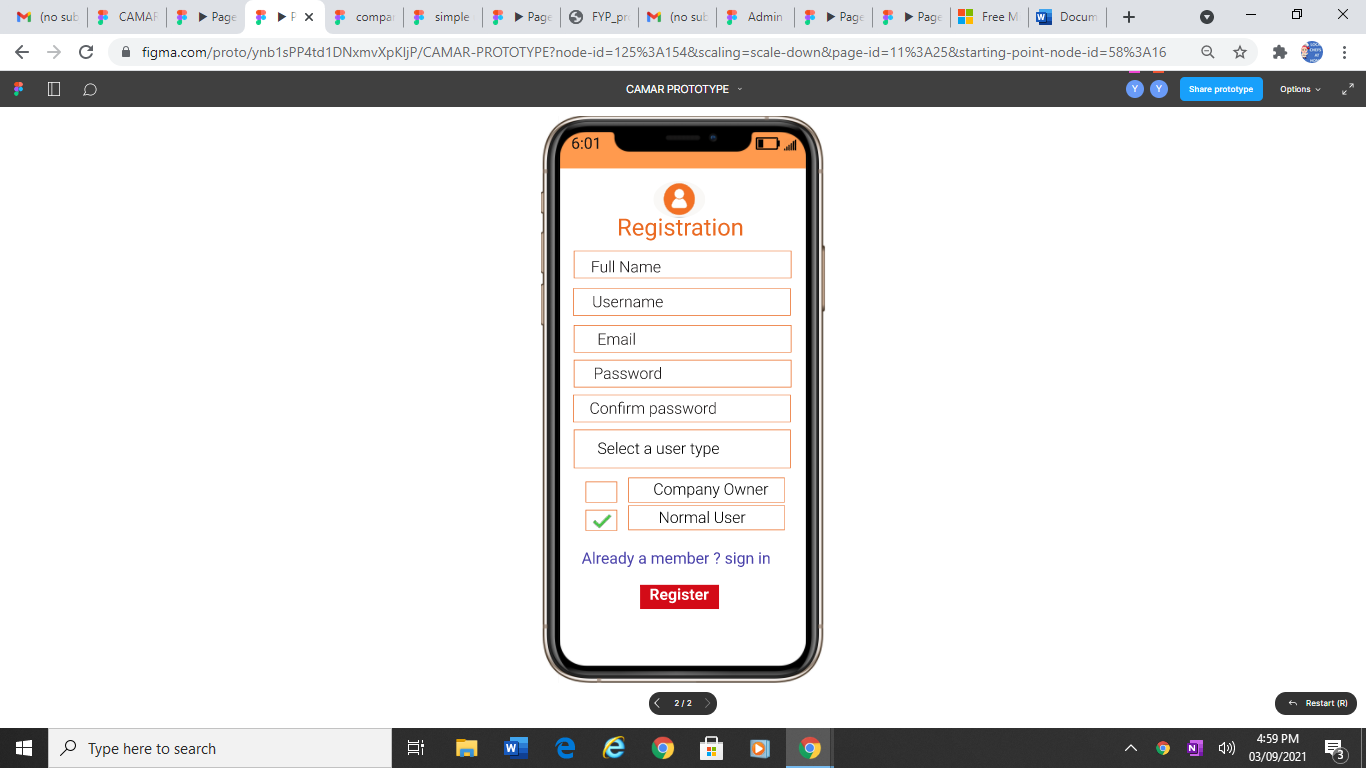 (no sub
CAMAR
Page
P
compar
simple
Page
FYP_pr
(no sub
Admin
Page
Page
Free M
Docum
figma.com/proto/ynb1sPP4td1DNxmvXpKIjP/CAMAR-PROTOTYPE?node-id=125%3A154&scaling=scale-down&page-id=11%3A25&starting-point-node-id=58%3A16
CAMAR PROTOTYPE
Y
Y
Share prototype
Options
6:01
Registration
Full Name
Username
Email
Password
Confirm password
Select a user type
Company Owner
Normal User
Already a member ? sign in
Register
2 / 2
Restart (R)
Type here to search
4:59 PM
03/09/2021
3